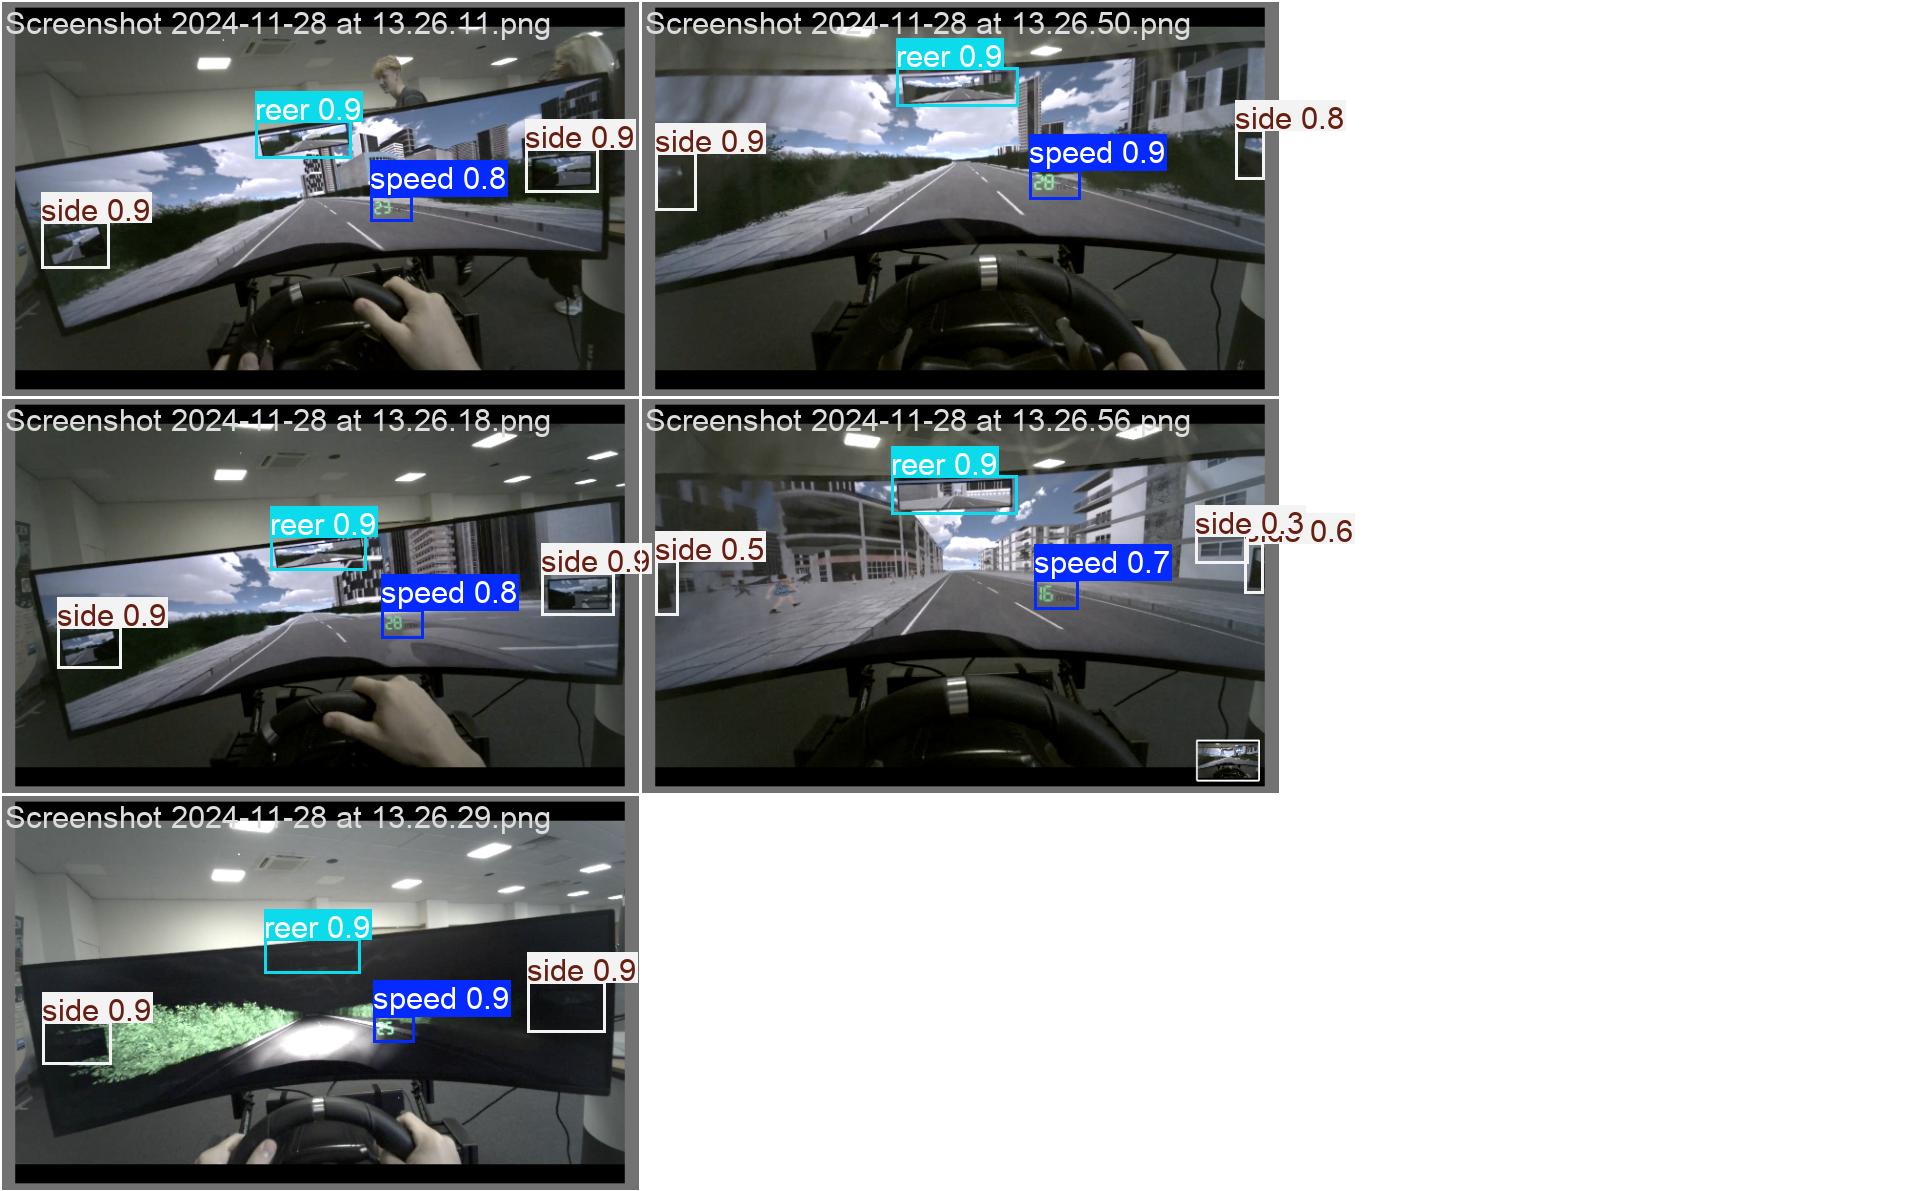 Screenshot 2024-11-28 at 13.26.11.png
reer 0.9
side 0.9
speed 0.8
side 0.9
23
Screenshot 2024-11-28 at 13.26.50.png
reer 0.9
side 0.8
side 0.9
speed 0.9
28
Screenshot 2024-11-28 at 13.26.18.png
reer 0.9
side 0.9
speed 0.8
side 0.9
28
Screenshot 2024-11-28 at 13.26.56.png
reer 0.9
side 0.3
0.6
side 0.5
speed 0.7
16
Screenshot 2024-11-28 at 13.26.29.png
reer 0.9
side 0.9
speed 0.9
side 0.9
25